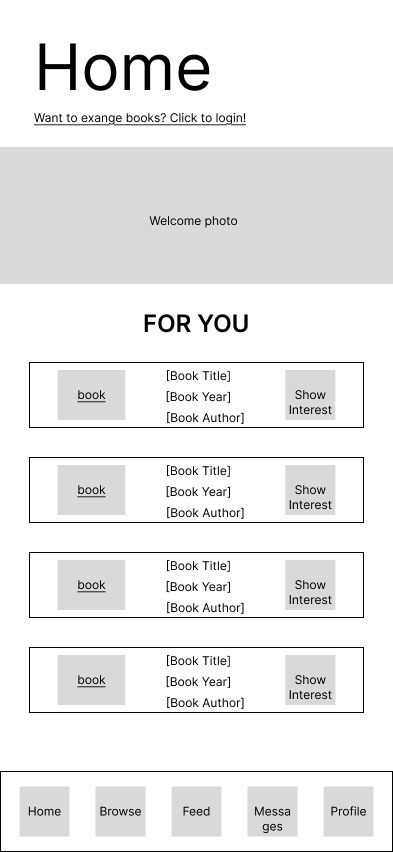 Home
Want to exange books? Click to login!
Welcome photo
FOR YOU
book
[Book Title]
[Book Year]
[Book Author]
Show
Interest
book
[Book Title]
[Book Year]
[Book Author]
Show
Interest
book
[Book Title]
[Book Year]
[Book Author]
Show
Interest
book
[Book Title]
[Book Year]
[Book Author]
Show
Interest
Home
Browse
Feed
Messa
ges
Profile